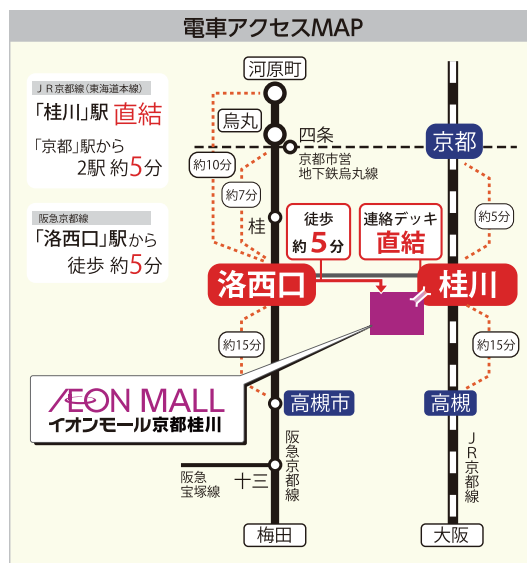 電車アクセスMAP
JR京都線（東海道本線）
「桂川」駅 直結
「京都」駅から
2駅 約5分
阪急京都線
「洛西口」駅から
徒歩 約5分
河原町
烏丸
四条
京都市営
地下鉄烏丸線
京都
約10分
約7分
約5分
桂
徒歩
約5分
連絡デッキ
直結
洛西口
桂川
約15分
約15分
ÆON MALL
イオンモール京都桂川
高槻市
高槻
阪急京都線
JR京都線
阪急
宝塚線
十三
梅田
大阪